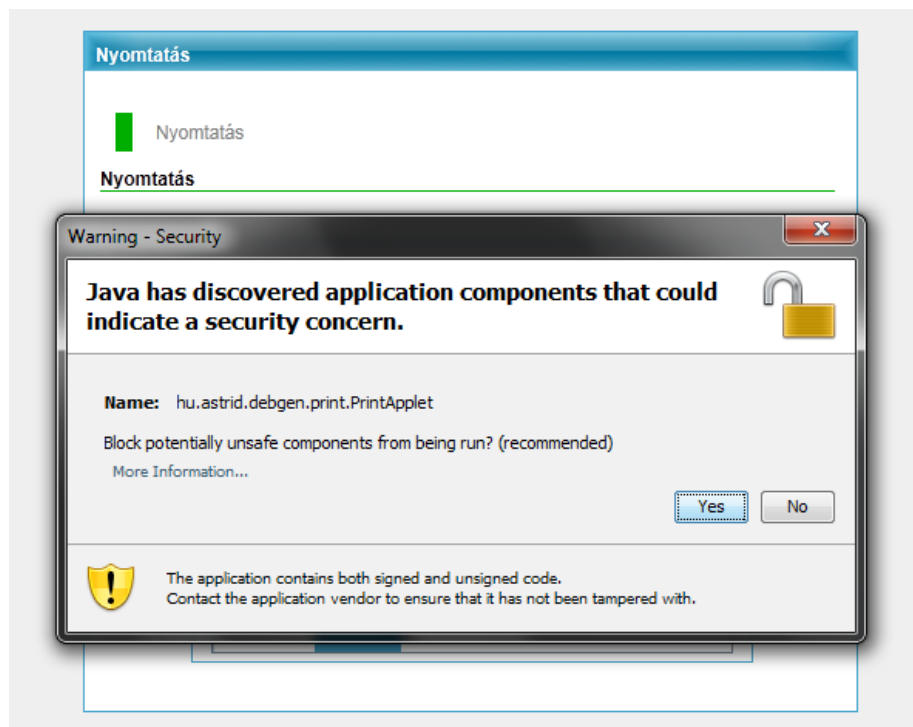 Nyomtatás
Nyomtatás
Nyomtatás
Warning - Security
Java has discovered application components that could
indicate a security concern.
Name: hu.astrid.debgen.print.PrintApplet
Block potentially unsafe components from being run? (recommended)
More Information...
Yes No
The application contains both signed and unsigned code.
Contact the application vendor to ensure that it has not been tampered with.